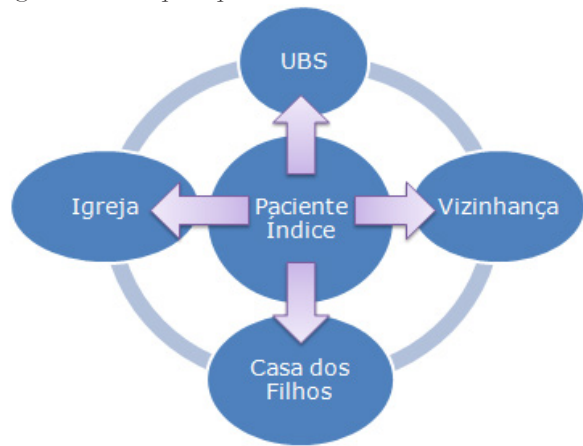 UBS
Igreja
Paciente
Índice
Vizinhança
Casa dos
Filhos